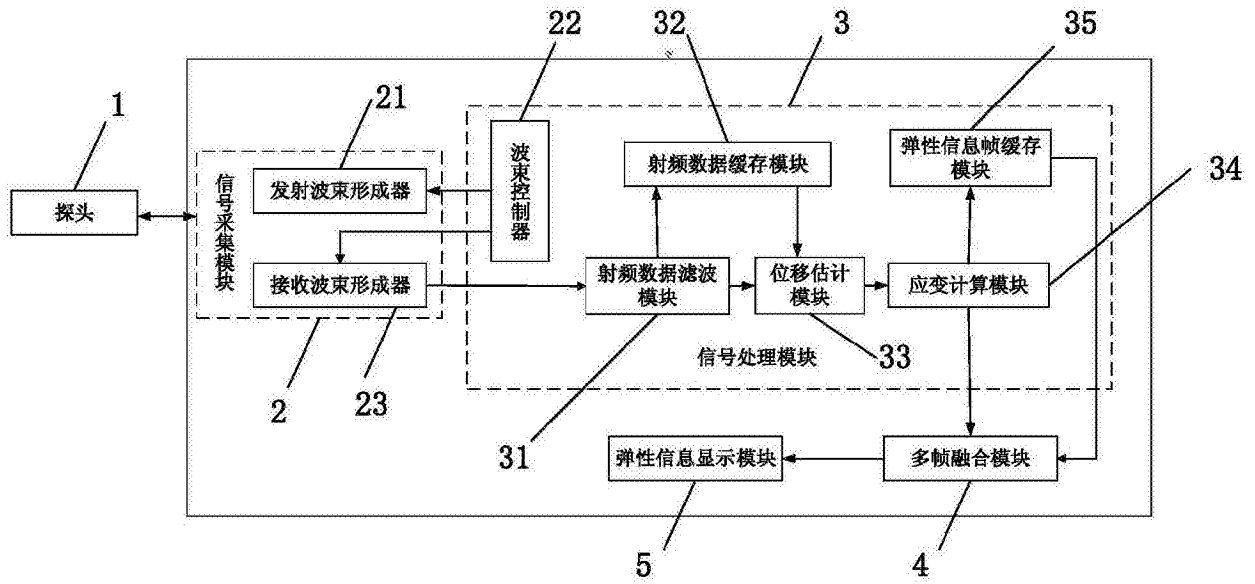 22
32
3
35
21
1
波束控制器
射频数据缓存模块
弹性信息帧缓存
模块
34
信号采集模块
发射波束形成器
探头
接收波束形成器
射频数据滤波
模块
位移估计
模块
应变计算模块
信号处理模块
33
2
23
31
弹性信息显示模块
多帧融合模块
5
4